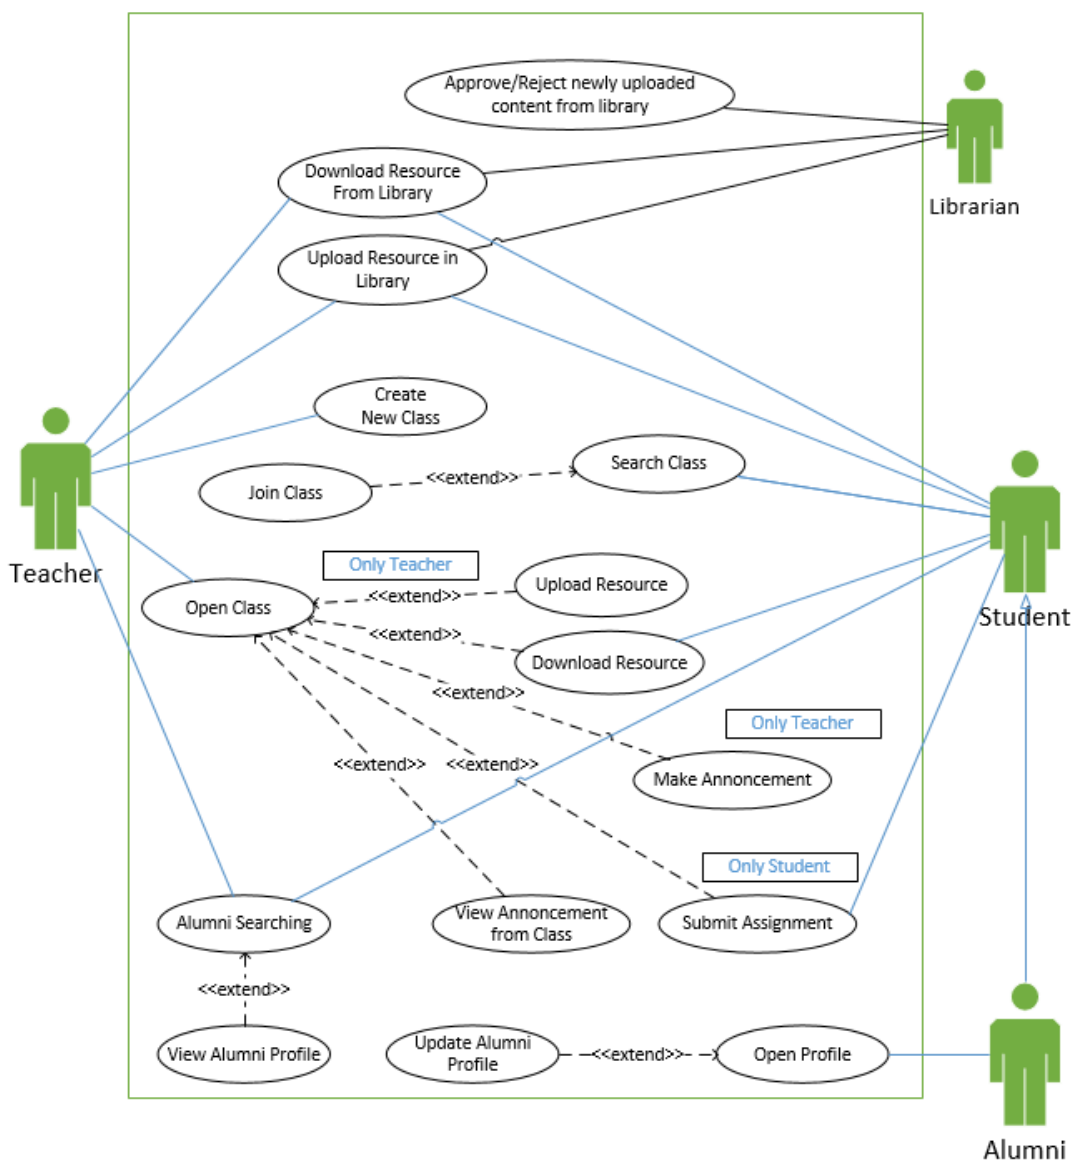 Approve/Reject newly uploaded
content from library
Librarian
Download Resource
From Library
Upload Resource in
Library
Create
New Class
Teacher
Join Class
<<extend>>
Search Class
Student
Only Teacher
Open Class
<<extend>>
Upload Resource
<<extend>>
Download Resource
<<extend>>
Only Teacher
<<extend>>
<<extend>>
Make Annoncement
Only Student
Alumni Searching
View Annoncement
from Class
Submit Assignment
<<extend>>
View Alumni Profile
Update Alumni
Profile
<<extend>>
Open Profile
Alumni